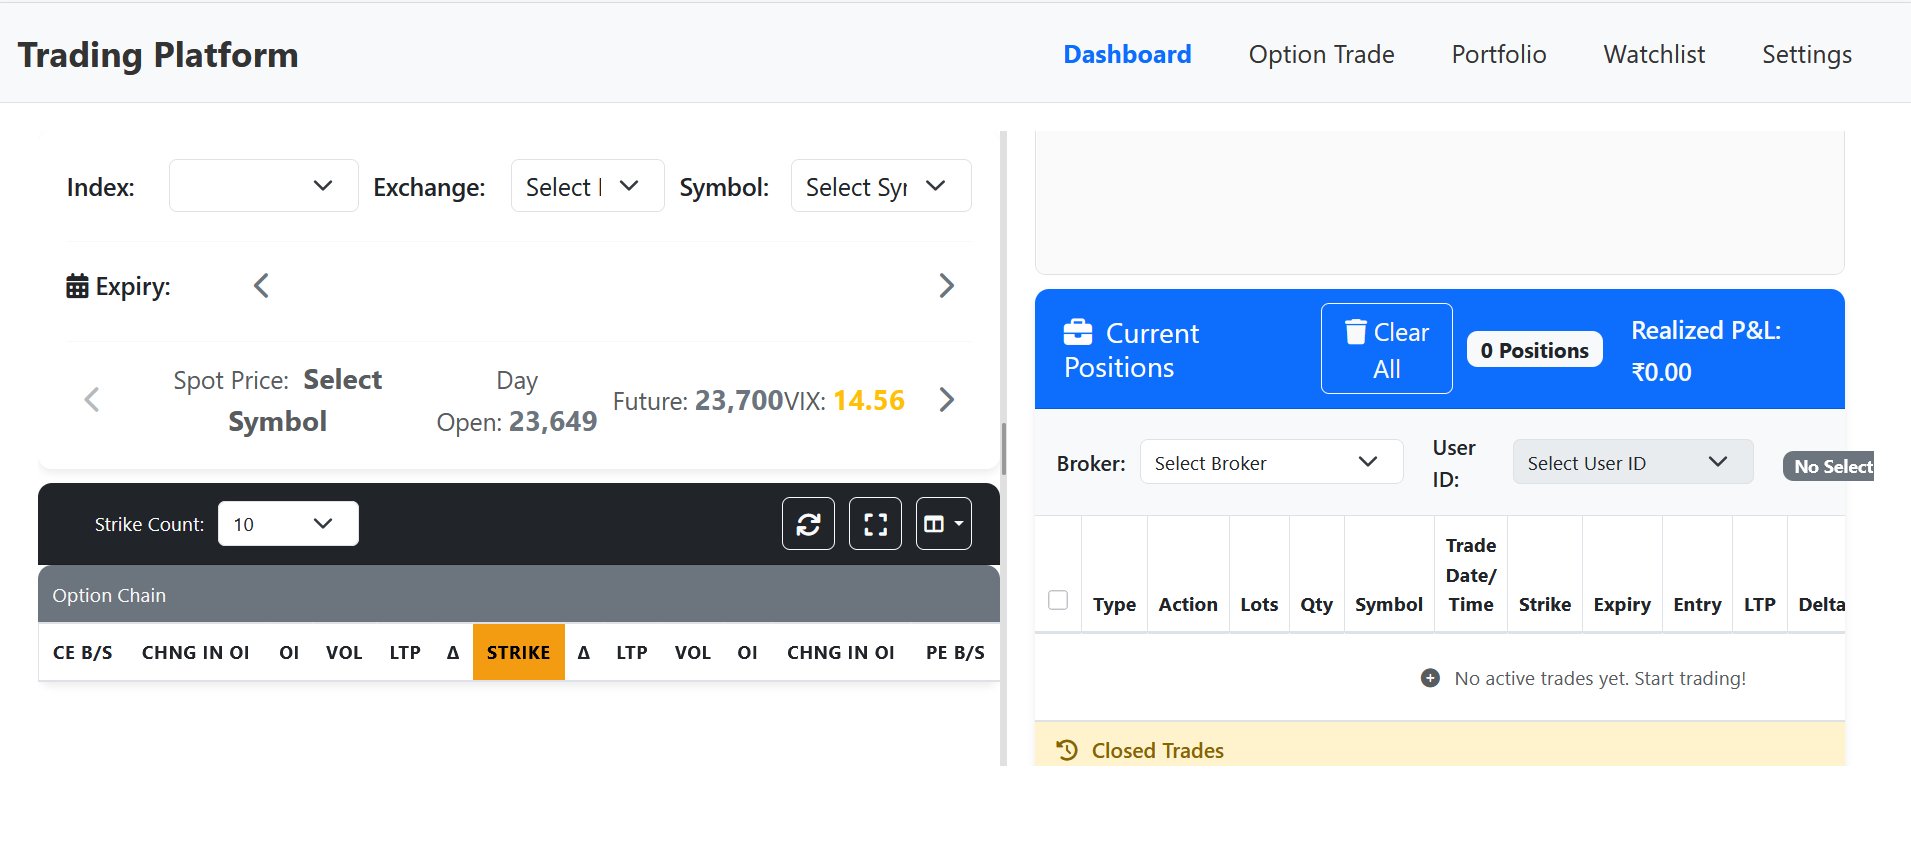 Trading Platform
Dashboard
Option Trade
Portfolio
Watchlist
Settings
Index:
Exchange:
Select
Symbol:
Select
Expiry:
Spot Price: Select
Symbol
Day
Open: 23,649
Future: 23,700VIX: 14.56
Strike Count:
10
Option Chain
CE B/S CHNG IN OI OI VOL LTP Δ STRIKE Δ LTP VOL OI CHNG IN OI PE B/S
Current
Positions
Clear
All
0 Positions
Realized P&L:
₹0.00
Broker:
Select Broker
User
ID:
Select User ID
No Select
Type Action Lots Qty Symbol
Trade
Date/
Time
Strike Expiry Entry LTP Delta
No active trades yet. Start trading!
Closed Trades